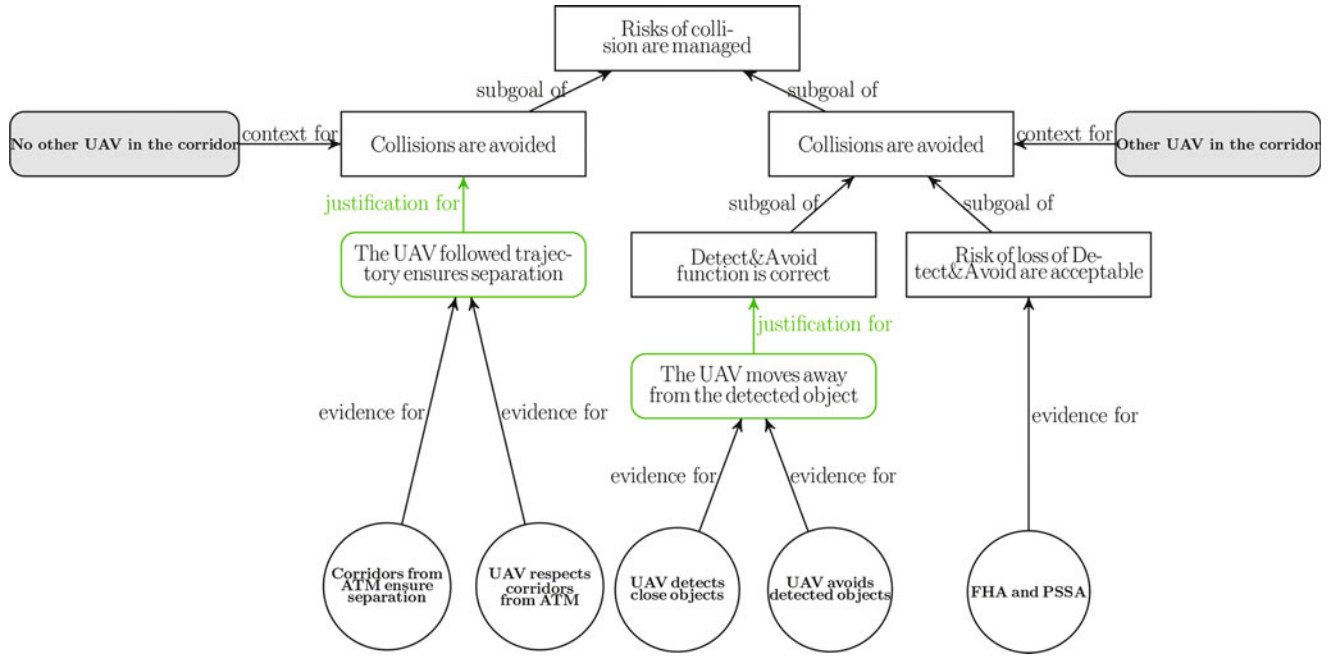 Risks of colli-
sion are managed
subgoal of
subgoal of
No other UAV in the corridor
context for
Collisions are avoided
Collisions are avoided
context for
Other UAV in the corridor
justification for
subgoal of
subgoal of
The UAV followed trajec-
tory ensures separation
Detect&Avoid
function is correct
Risk of loss of De-
tect&Avoid are acceptable
justification for
The UAV moves away
from the detected object
evidence for
evidence for
evidence for
evidence for
evidence for
Corridors from
ATM ensure
separation
UAV respects
corridors
from ATM
UAV detects
close objects
UAV avoids
detected objects
FHA and PSSA